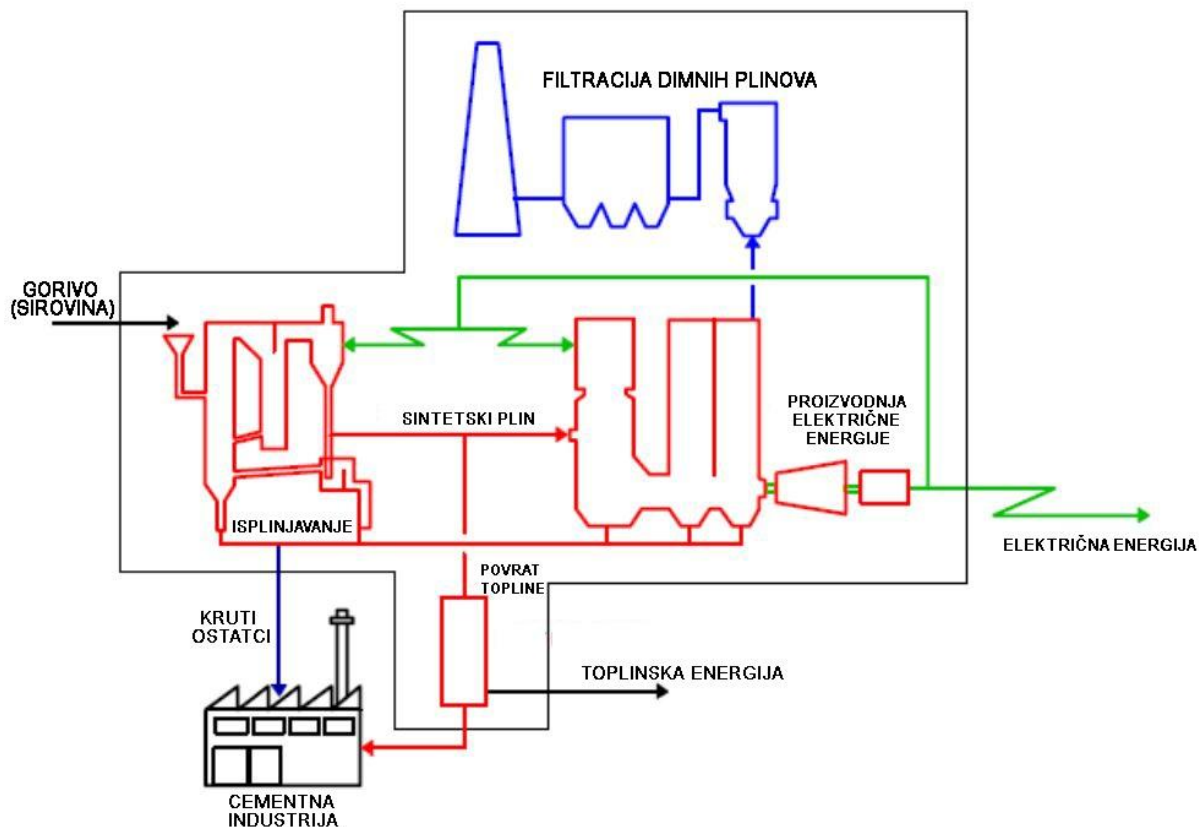 FILTRACIJA DIMNIH PLINOVA
GORIVO
(SIROVINA)
SINTETSKI PLIN
PROIZVODNJA
ELEKTRIČNE
ENERGIJE
ISPLINJAVANJE
ELEKTRIČNA ENERGIJA
POVRAT
TOPLINE
KRUTI
OSTATCI
TOPLINSKA ENERGIJA
CEMENTNA
INDUSTRIJA